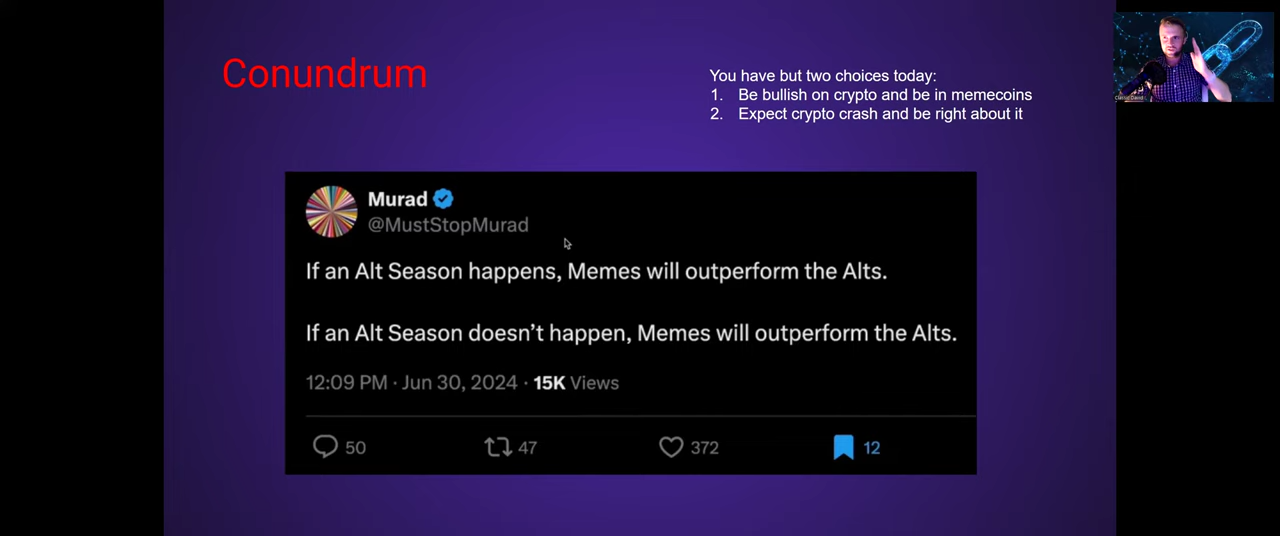 Conundrum
You have but two choices today:
1. Be bullish on crypto and be in memecoins
2. Expect crypto crash and be right about it
Murad
@MustStopMurad
If an Alt Season happens, Memes will outperform the Alts.
If an Alt Season doesn’t happen, Memes will outperform the Alts.
12:09 PM · Jun 30, 2024 · 15K Views
50 47 372 12